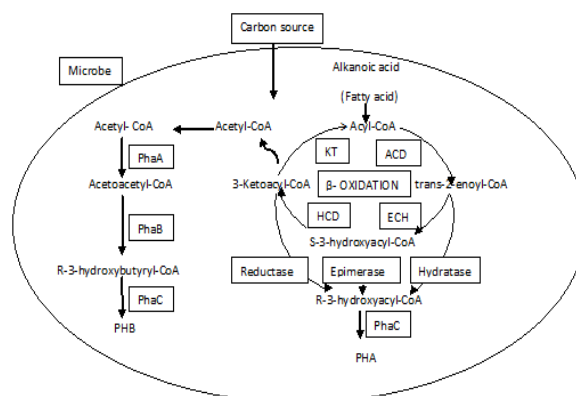 Carbon source
Microbe
Alkanoic acid
(Fatty acid)
Acetyl- CoA
Acetyl-CoA
Acyl-CoA
PhaA
KT
ACD
Acetoacetyl-CoA
3-Ketoacyl-CoA
β- OXIDATION
trans-2-enoyl-CoA
PhaB
HCD
ECH
S-3-hydroxyacyl-CoA
R-3-hydroxybutyryl-CoA
Reductase
Epimerase
Hydratase
PhaC
R-3-hydroxyacyl-CoA
PHB
PhaC
PHA